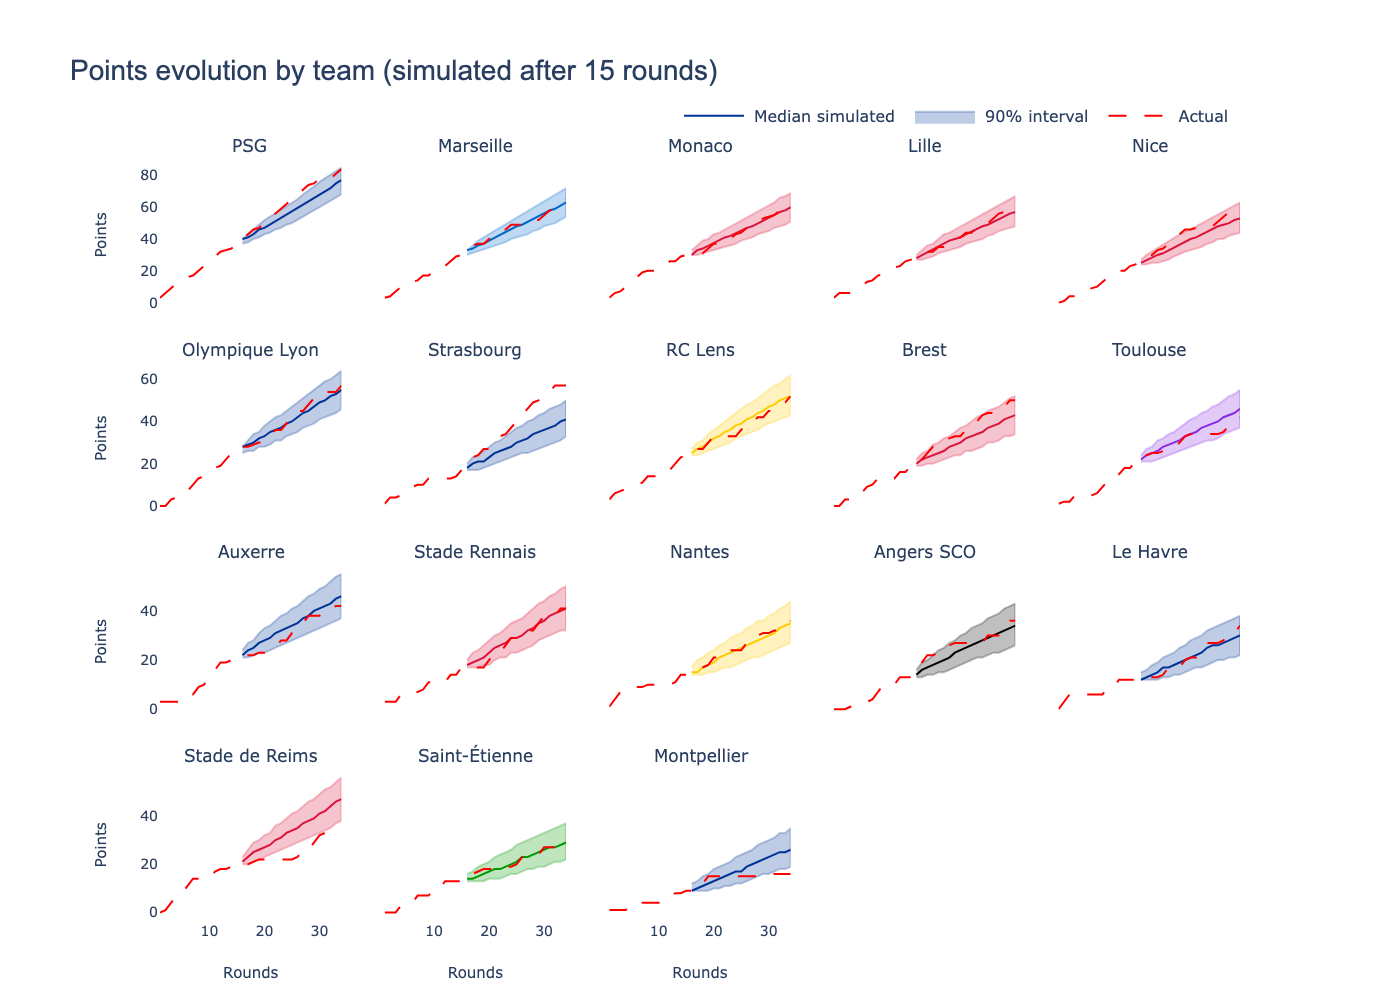 Points evolution by team (simulated after 15 rounds)
Median simulated 90% interval Actual
PSG Marseille Monaco Lille Nice
80
60
40
20
0
Points
Olympique Lyon Strasbourg RC Lens Brest Toulouse
60
40
20
0
Points
Auxerre Stade Rennais Nantes Angers SCO Le Havre
40
20
0
Points
Stade de Reims Saint-Étienne Montpellier
40
20
0
Points
10 20 30 10 20 30 10 20 30
Rounds Rounds Rounds